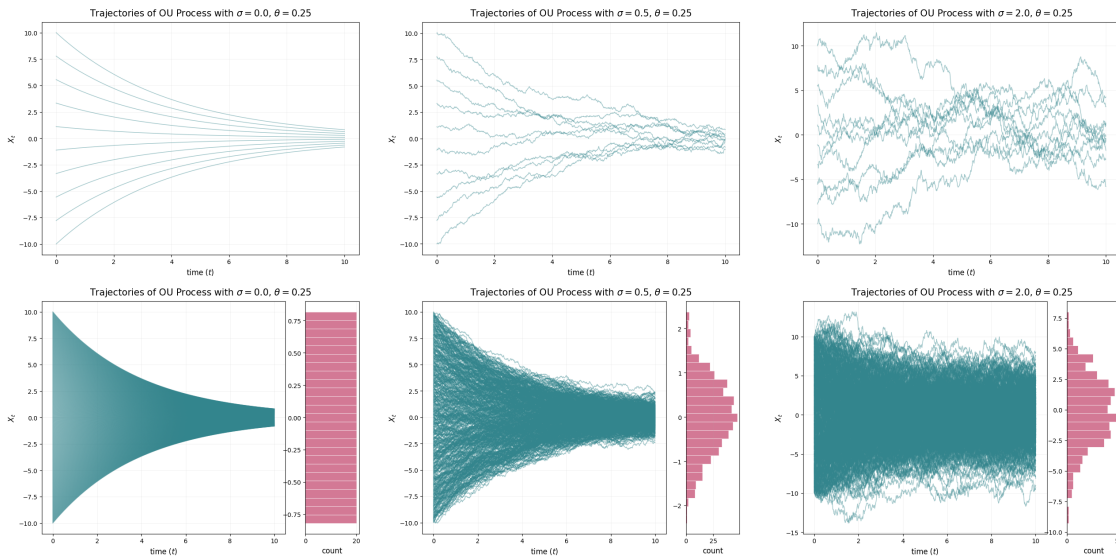 Trajectories of OU Process with σ = 0.0, θ = 0.25
10.0
7.5
5.0
2.5
0.0
−2.5
−5.0
−7.5
−10.0
X_t
0 2 4 6 8 10
time (t)
Trajectories of OU Process with σ = 0.5, θ = 0.25
10.0
7.5
5.0
2.5
0.0
−2.5
−5.0
−7.5
−10.0
X_t
0 2 4 6 8 10
time (t)
Trajectories of OU Process with σ = 2.0, θ = 0.25
10
5
0
−5
−10
X_t
0 2 4 6 8 10
time (t)
Trajectories of OU Process with σ = 0.0, θ = 0.25
10.0
7.5
5.0
2.5
0.0
−2.5
−5.0
−7.5
−10.0
X_t
0 2 4 6 8 10
time (t)
0.75
0.50
0.25
0.00
−0.25
−0.50
−0.75
0 20
count
Trajectories of OU Process with σ = 0.5, θ = 0.25
10.0
7.5
5.0
2.5
0.0
−2.5
−5.0
−7.5
−10.0
X_t
0 2 4 6 8 10
time (t)
2
1
0
−1
−2
0 25
count
Trajectories of OU Process with σ = 2.0, θ = 0.25
10
5
0
−5
−10
−15
X_t
0 2 4 6 8 10
time (t)
7.5
5.0
2.5
0.0
−2.5
−5.0
−7.5
−10.0
0
count